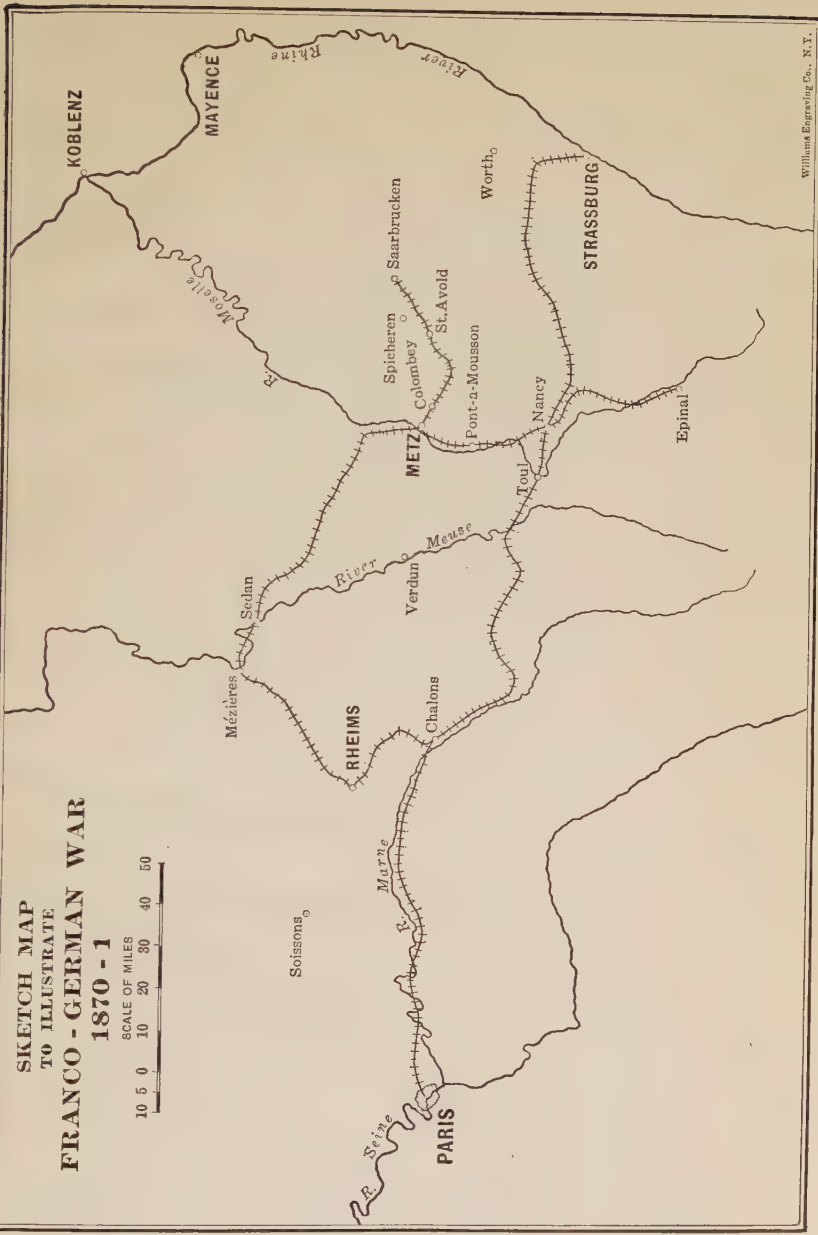 SKETCH MAP
TO ILLUSTRATE
FRANCO - GERMAN WAR
1870 - 1
SCALE OF MILES
10 5 0 10 20 30 40 50
KOBLENZ
MAYENCE
Rhine
River
R.
Moselle
Saarbrucken
Spicheren
St.Avold
Colombey
METZ
Pont-a-Mousson
Worth
STRASSBURG
Nancy
Toul
Epinal
Sedan
Mézières
River
Meuse
Verdun
RHEIMS
Chalons
Soissons
R.
Marne
PARIS
R.
Seine
Williams Engraving Co., N.Y.